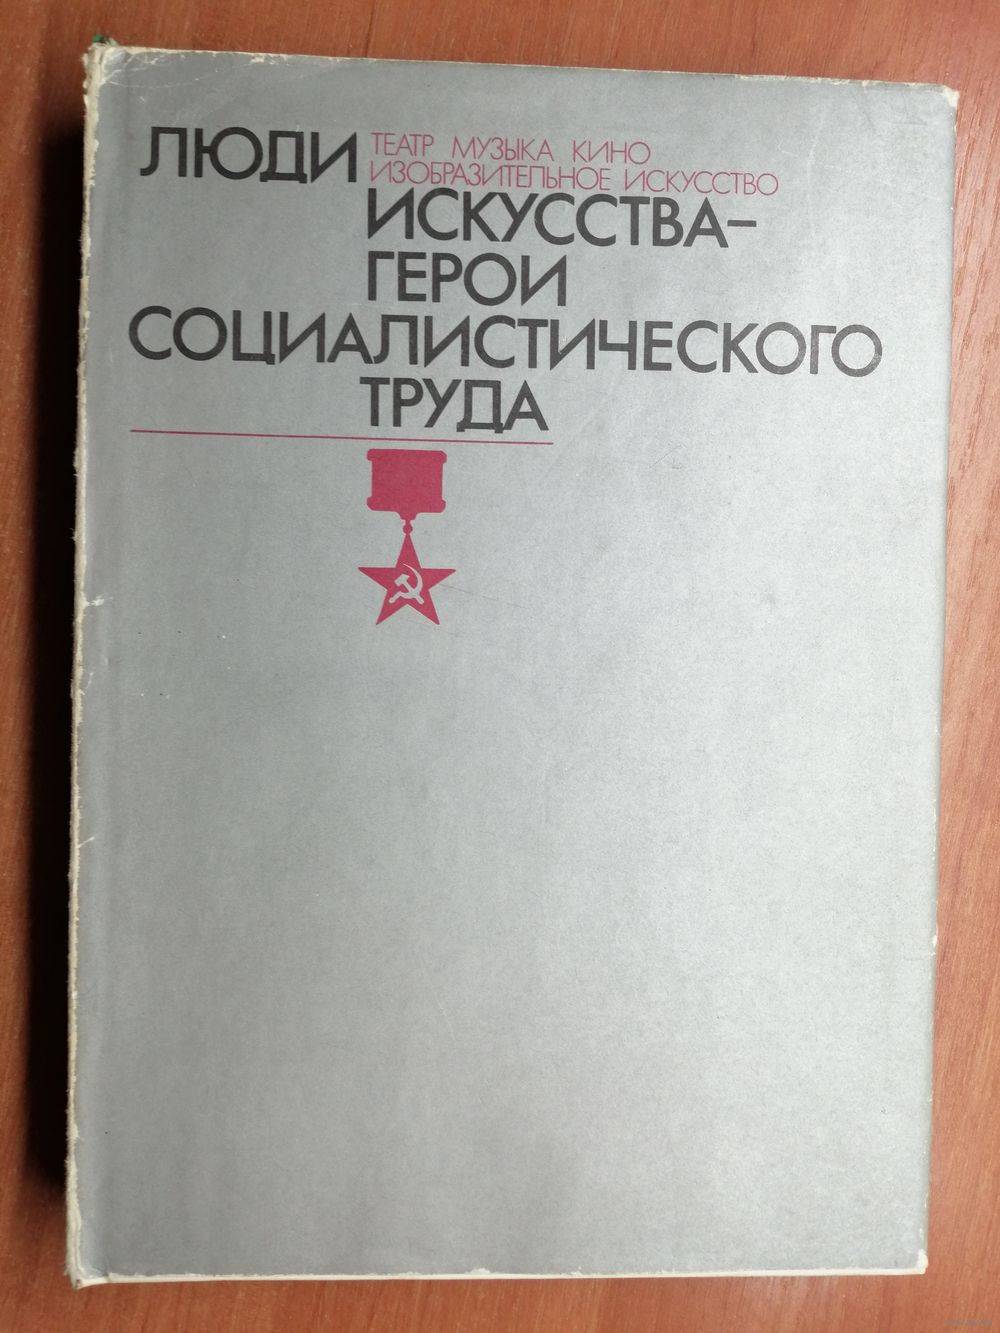 ЛЮДИ
ТЕАТР МУЗЫКА КИНО
ИЗОБРАЗИТЕЛЬНОЕ ИСКУССТВО
ИСКУССТВА-
ГЕРОИ
СОЦИАЛИСТИЧЕСКОГО
ТРУДА